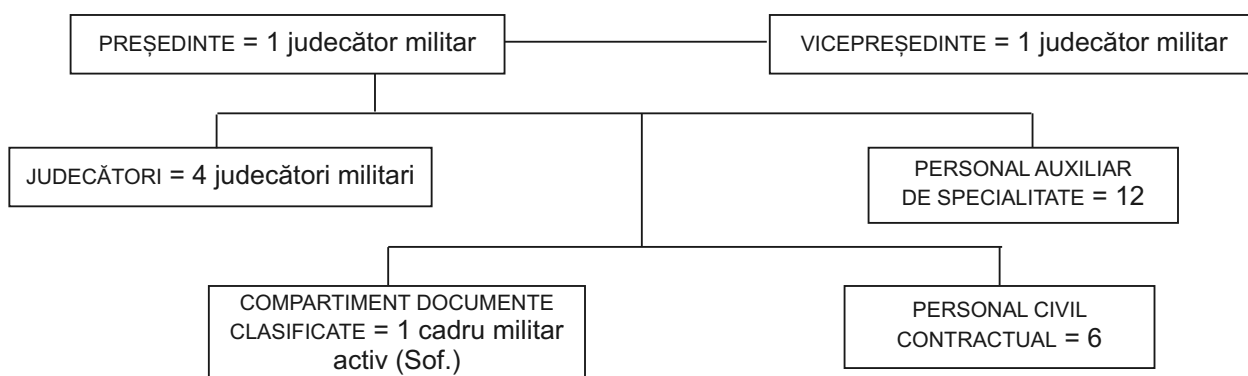 PREȘEDINTE = 1 judecător militar
VICEPREȘEDINTE = 1 judecător militar
JUDECĂTORI = 4 judecători militari
PERSONAL AUXILIAR
DE SPECIALITATE = 12
COMPARTIMENT DOCUMENTE
CLASIFICATE = 1 cadru militar
activ (Sof.)
PERSONAL CIVIL
CONTRACTUAL = 6